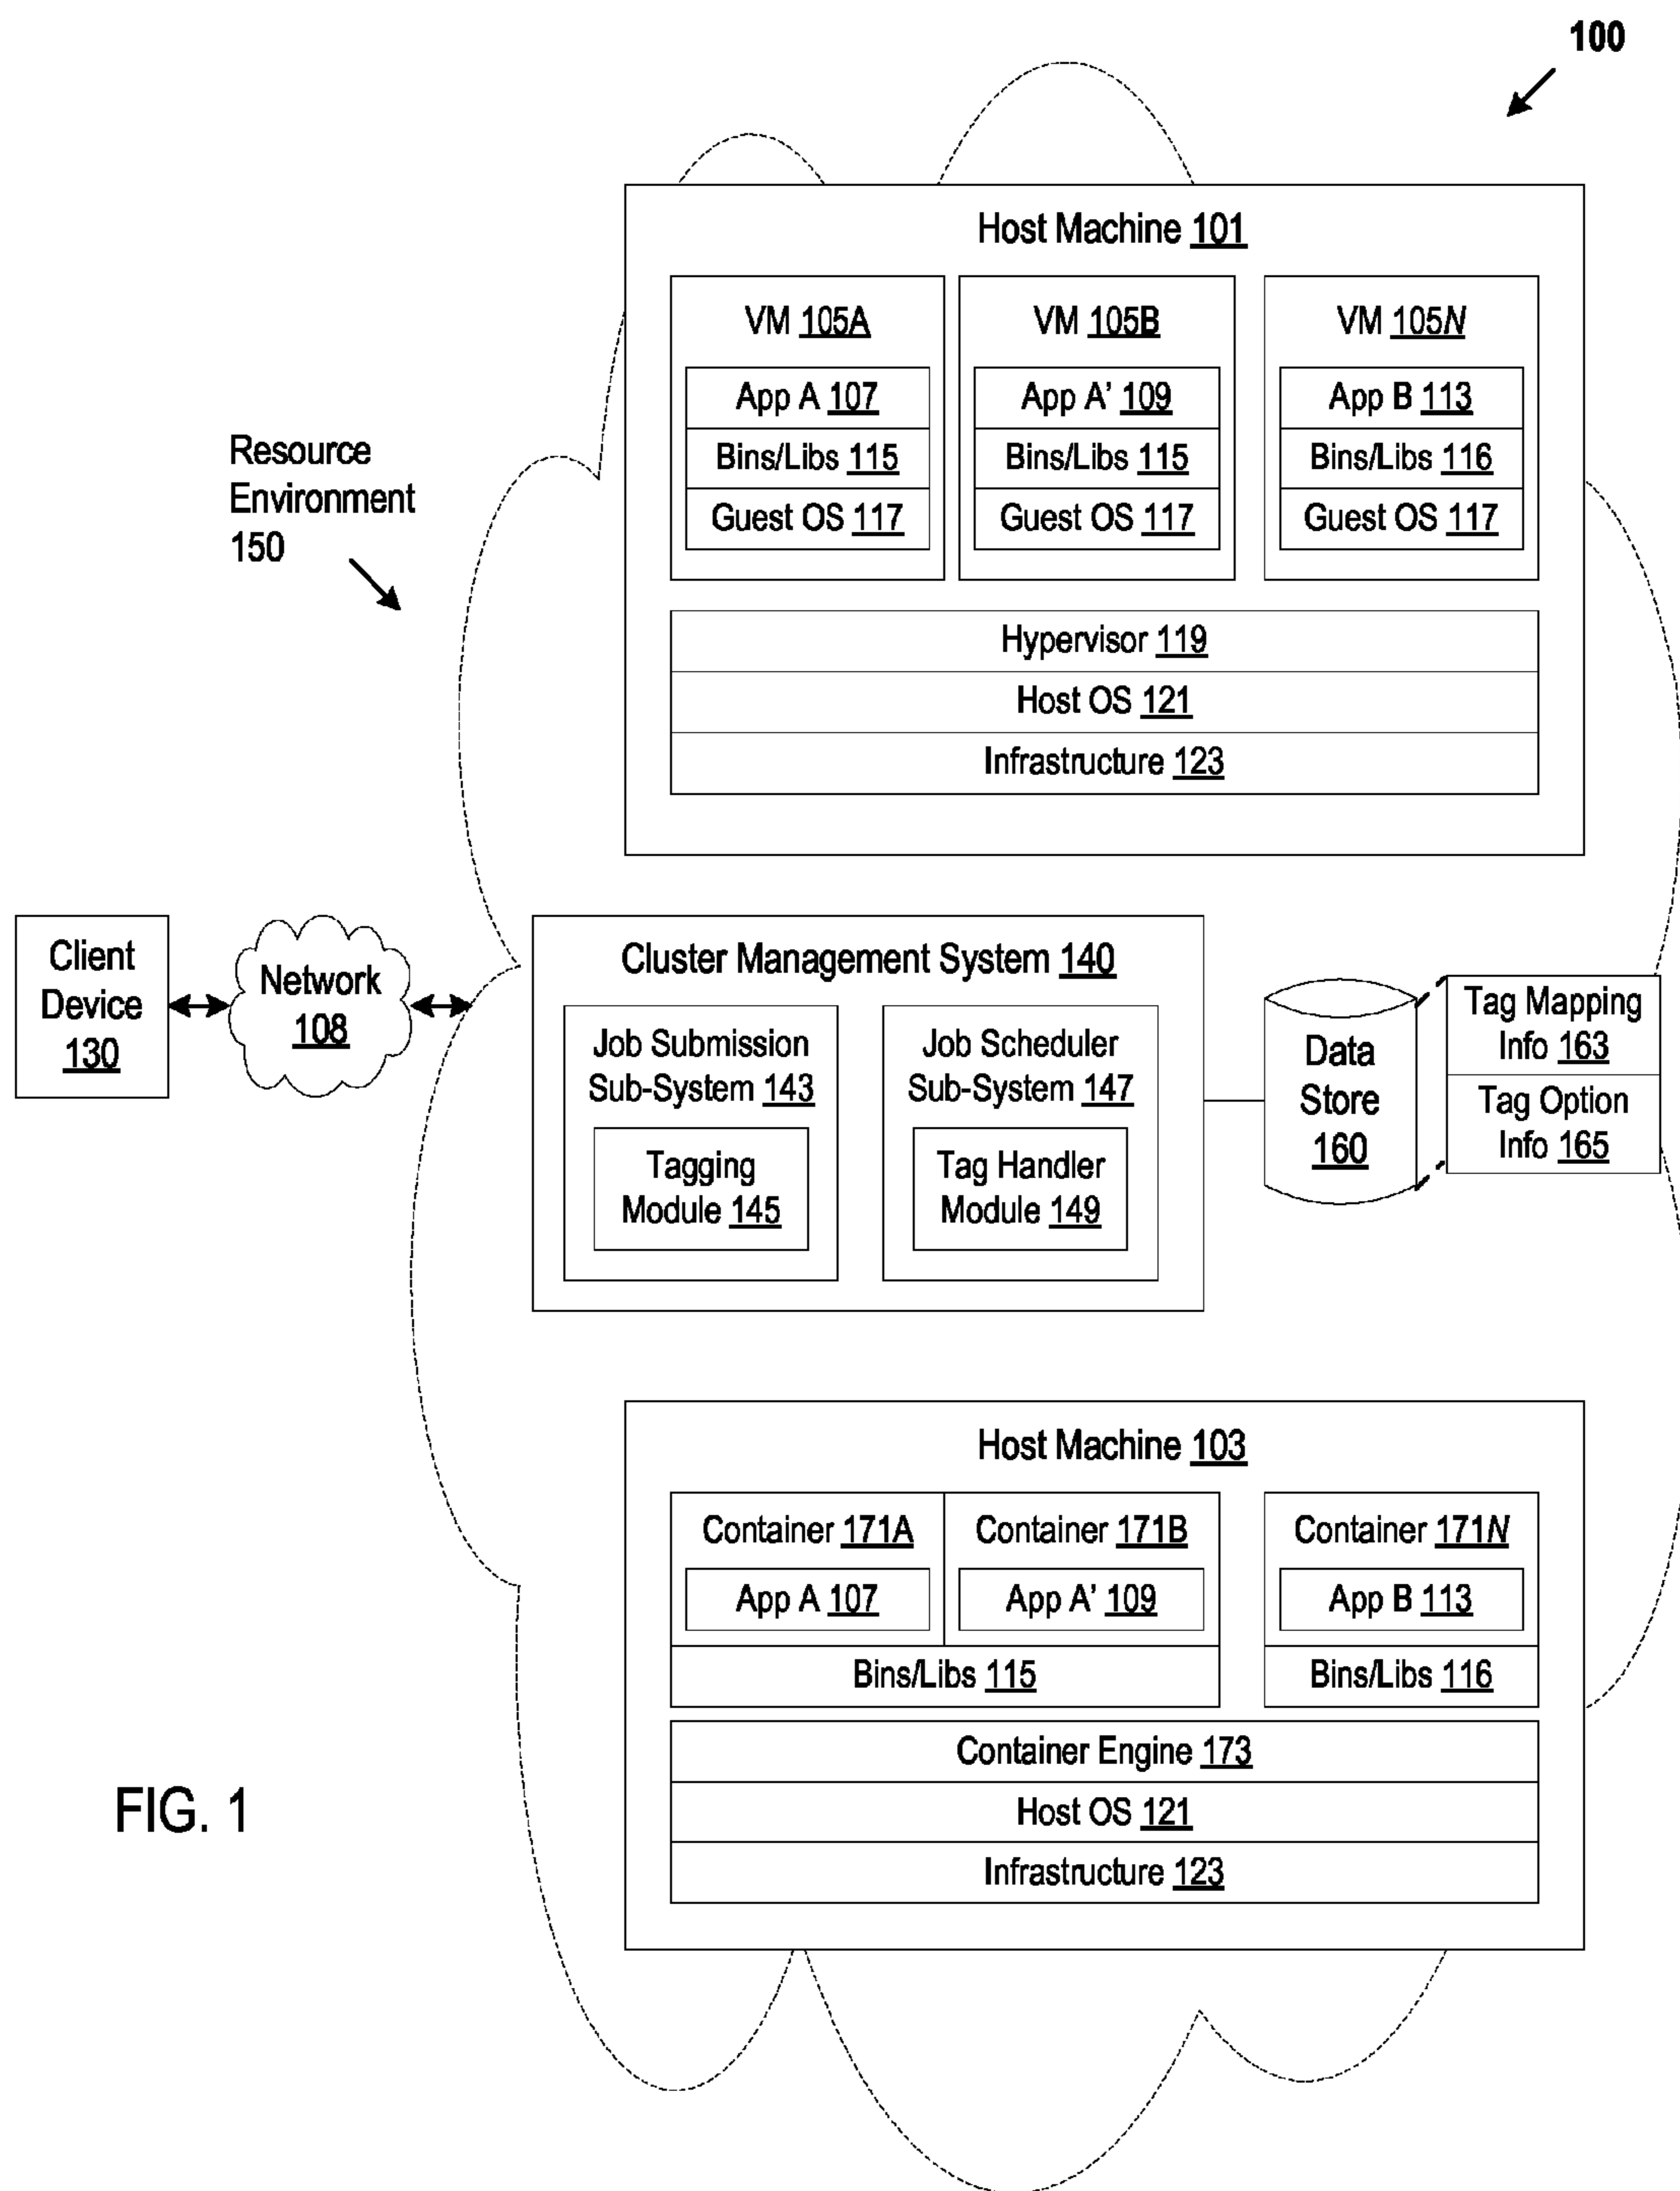 100
Host Machine 101
VM 105A
App A 107
Bins/Libs 115
Guest OS 117
VM 105B
App A' 109
Bins/Libs 115
Guest OS 117
VM 105N
App B 113
Bins/Libs 116
Guest OS 117
Hypervisor 119
Host OS 121
Infrastructure 123
Resource
Environment
150
Client
Device
130
Network
108
Cluster Management System 140
Job Submission
Sub-System 143
Tagging
Module 145
Job Scheduler
Sub-System 147
Tag Handler
Module 149
Data
Store
160
Tag Mapping
Info 163
Tag Option
Info 165
Host Machine 103
Container 171A
App A 107
Container 171B
App A' 109
Bins/Libs 115
Container 171N
App B 113
Bins/Libs 116
Container Engine 173
Host OS 121
Infrastructure 123
FIG. 1